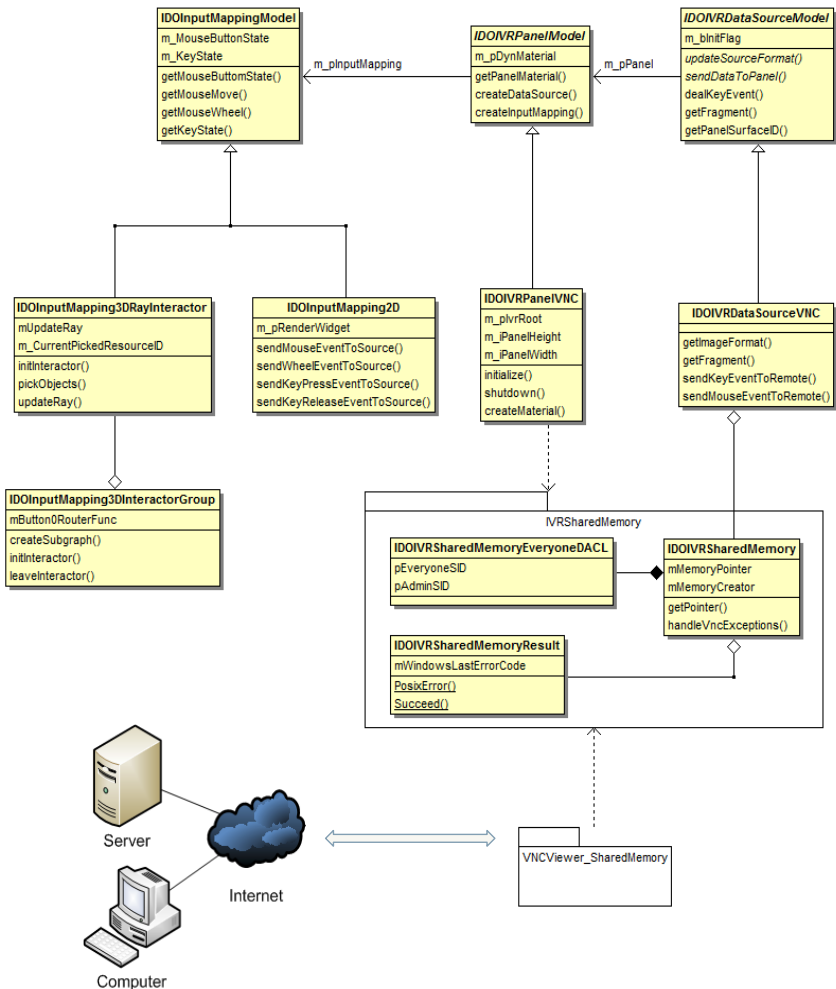 IDOInputMappingModel
m_MouseButtonState
m_KeyState
getMouseButtomState()
getMouseMove()
getMouseWheel()
getKeyState()
m_pInputMapping
IDOIVRPanelModel
m_pDynMaterial
getPanelMaterial()
createDataSource()
createInputMapping()
m_pPanel
IDOIVRDataSourceModel
m_bInitFlag
updateSourceFormat()
sendDataToPanel()
dealKeyEvent()
getFragment()
getPanelSurfaceID()
IDOInputMapping3DRayInteractor
mUpdateRay
m_CurrentPickedResourceID
initInteractor()
pickObjects()
updateRay()
IDOInputMapping2D
m_pRenderWidget
sendMouseEventToSource()
sendWheelEventToSource()
sendKeyPressEventToSource()
sendKeyReleaseEventToSource()
IDOIVRPanelVNC
m_pIvrRoot
m_iPanelHeight
m_iPanelWidth
initialize()
shutdown()
createMaterial()
IDOIVRDataSourceVNC
getImageFormat()
getFragment()
sendKeyEventToRemote()
sendMouseEventToRemote()
IDOInputMapping3DInteractorGroup
mButton0RouterFunc
createSubgraph()
initInteractor()
leaveInteractor()
IVRSharedMemory
IDOIVRSharedMemoryEveryoneDACL
pEveryoneSID
pAdminSID
IDOIVRSharedMemory
mMemoryPointer
mMemoryCreator
getPointer()
handleVncExceptions()
IDOIVRSharedMemoryResult
mWindowsLastErrorCode
PosixError()
Succeed()
Server
Internet
Computer
VNCViewer_SharedMemory